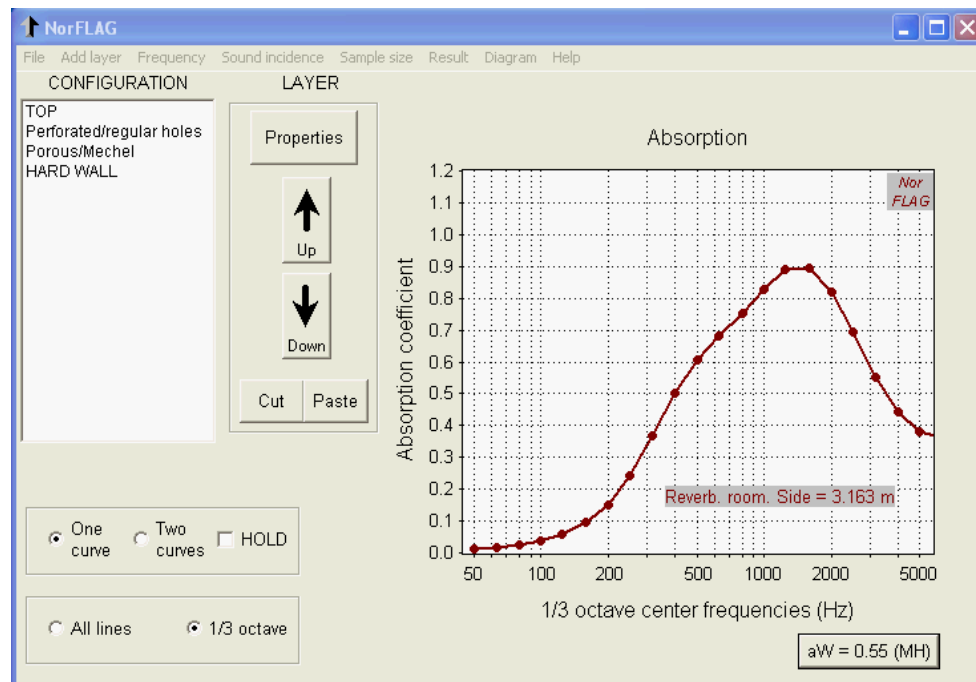 NorFLAG
File Add layer Frequency Sound incidence Sample size Result Diagram Help
CONFIGURATION
TOP
Perforated/regular holes
Porous/Mechel
HARD WALL
LAYER
Properties
Up
Down
Cut Paste
One curve
Two curves
HOLD
All lines
1/3 octave
Absorption
Nor
FLAG
Absorption coefficient
1.2
1.1
1.0
0.9
0.8
0.7
0.6
0.5
0.4
0.3
0.2
0.1
0.0
Reverb. room. Side = 3.163 m
50 100 200 500 1000 2000 5000
1/3 octave center frequencies (Hz)
aW = 0.55 (MH)